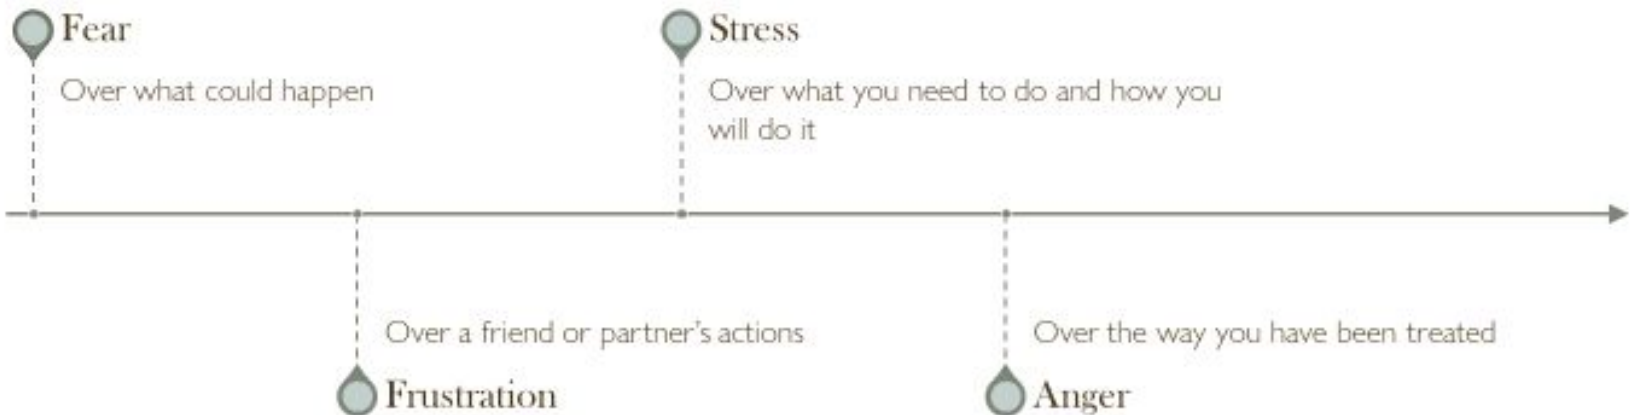 Fear
Over what could happen
Stress
Over what you need to do and how you
will do it
Over a friend or partner's actions
Frustration
Over the way you have been treated
Anger